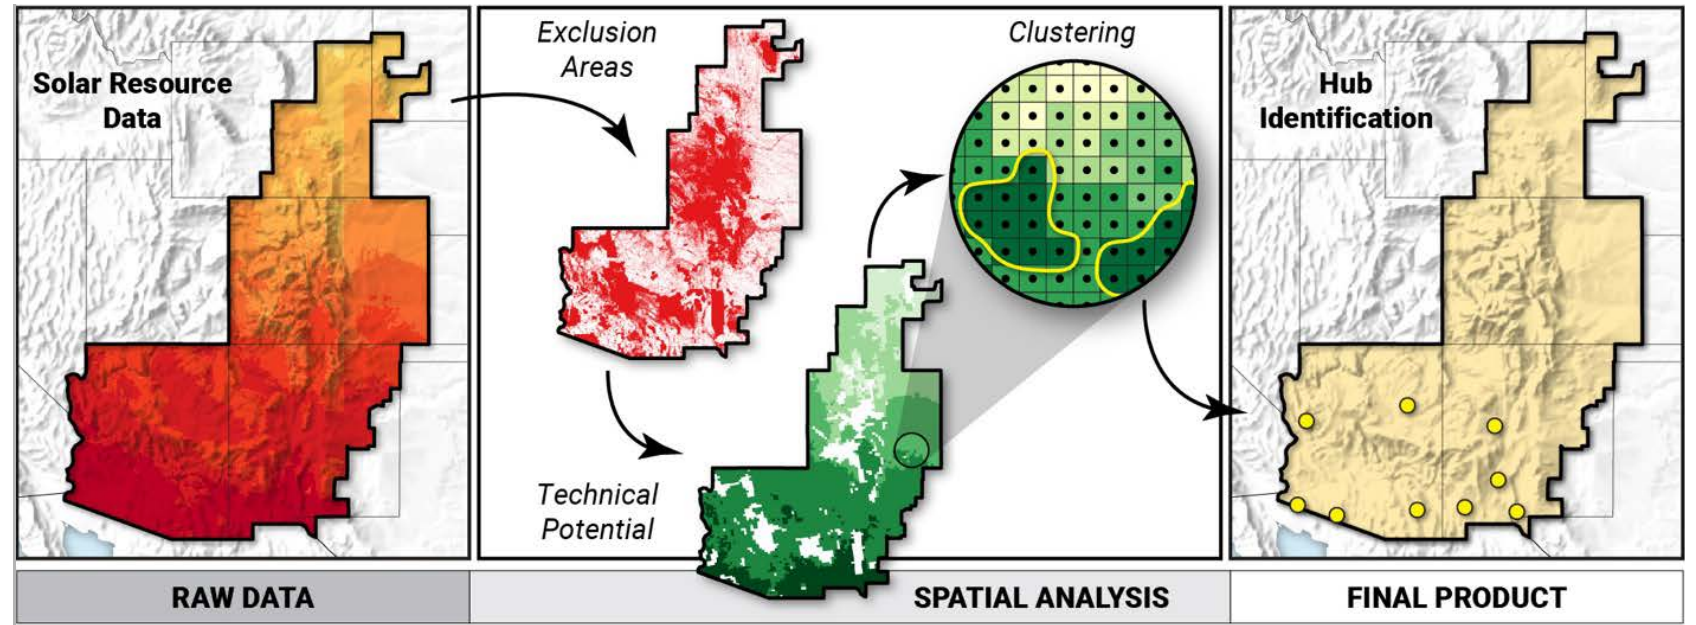 Solar Resource
Data
Exclusion
Areas
Technical
Potential
Clustering
Hub
Identification
RAW DATA
SPATIAL ANALYSIS
FINAL PRODUCT